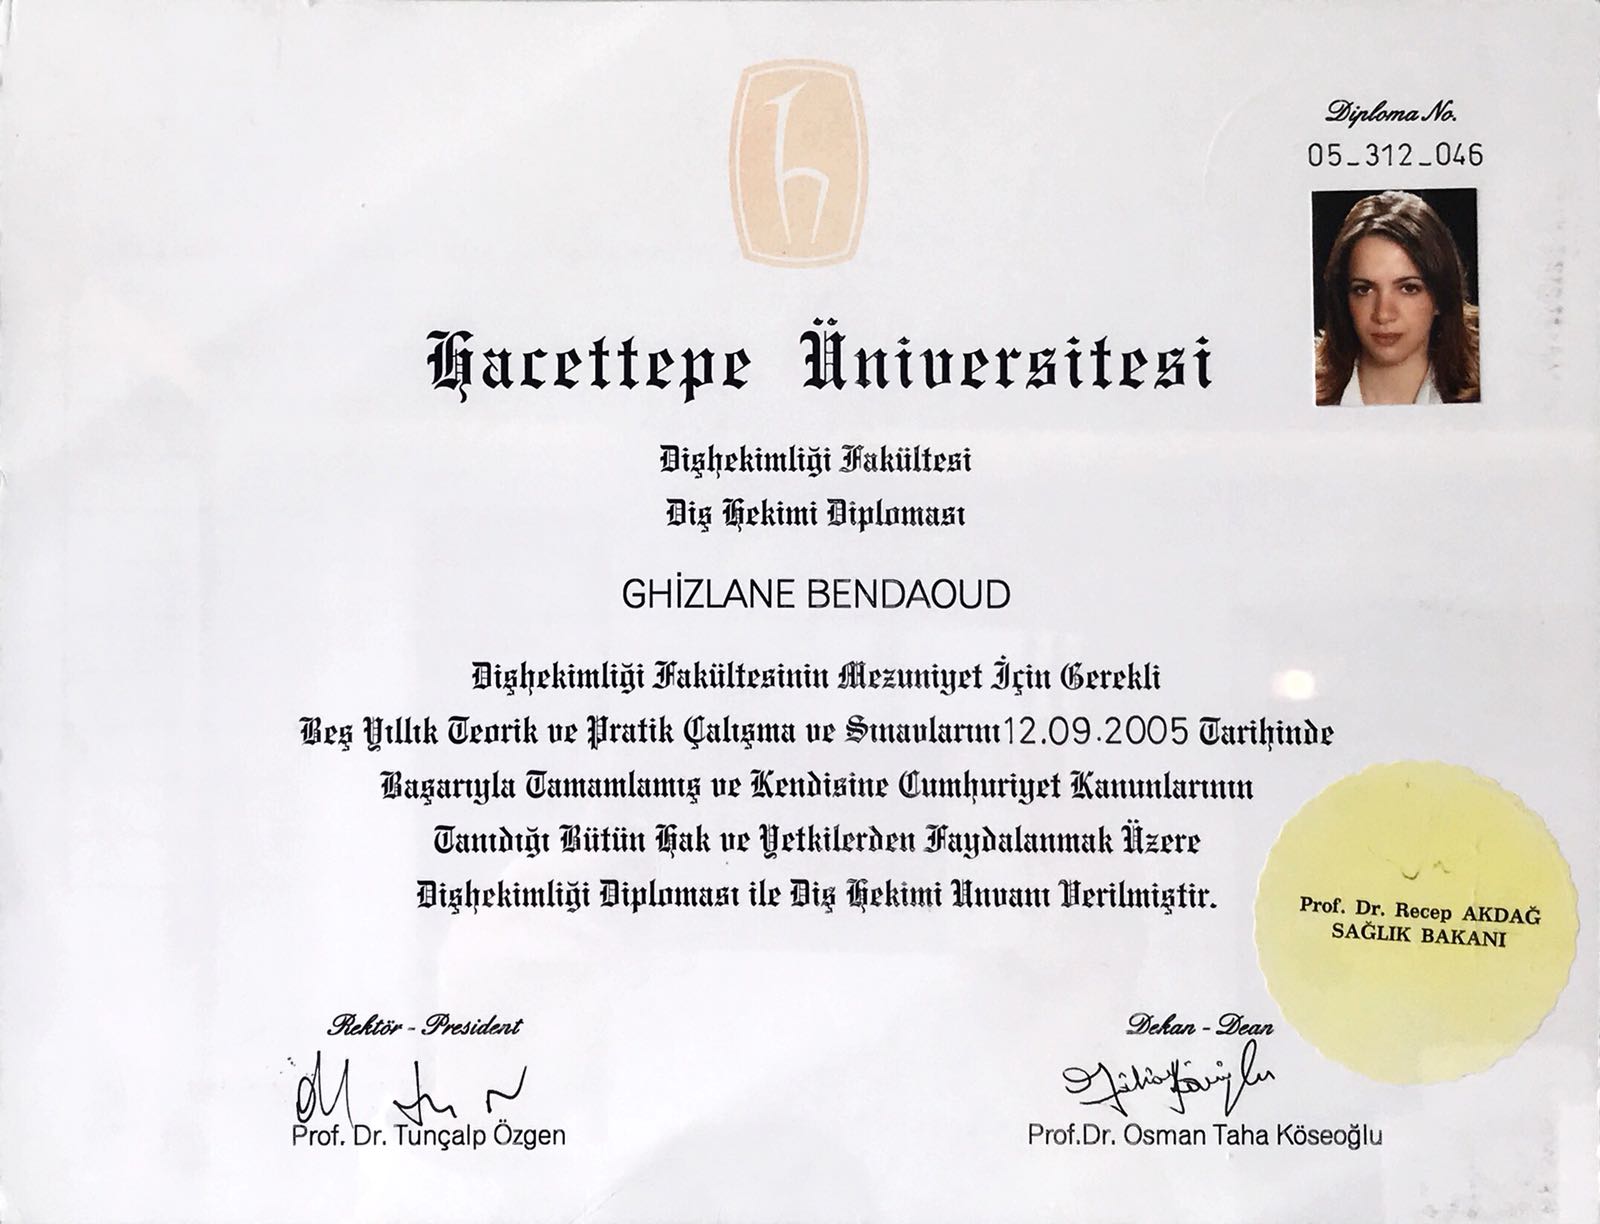 Diploma No.
05_312_046
Hacettepe Üniversitesi
Dişhekimliği Fakültesi
Diş Hekimi Diploması
GHİZLANE BENDAOUD
Dişhekimliği Fakültesinin Mezuniyet İçin Gerekli
Beş Yıllık Teorik ve Pratik Çalışma ve Sınavlarını 12.09.2005 Tarihinde
Başarıyla Tamamlamış ve Kendisine Cumhuriyet Kanunlarının
Tanıdığı Bütün Hak ve Yetkilerden Faydalanmak Üzere
Dişhekimliği Diploması ile Diş Hekimi Unvanı Verilmiştir.
Prof. Dr. Recep AKDAĞ
SAĞLIK BAKANI
Rektör - President
Prof. Dr. Tunçalp Özgen
Dekan - Dean
Prof.Dr. Osman Taha Köseoğlu